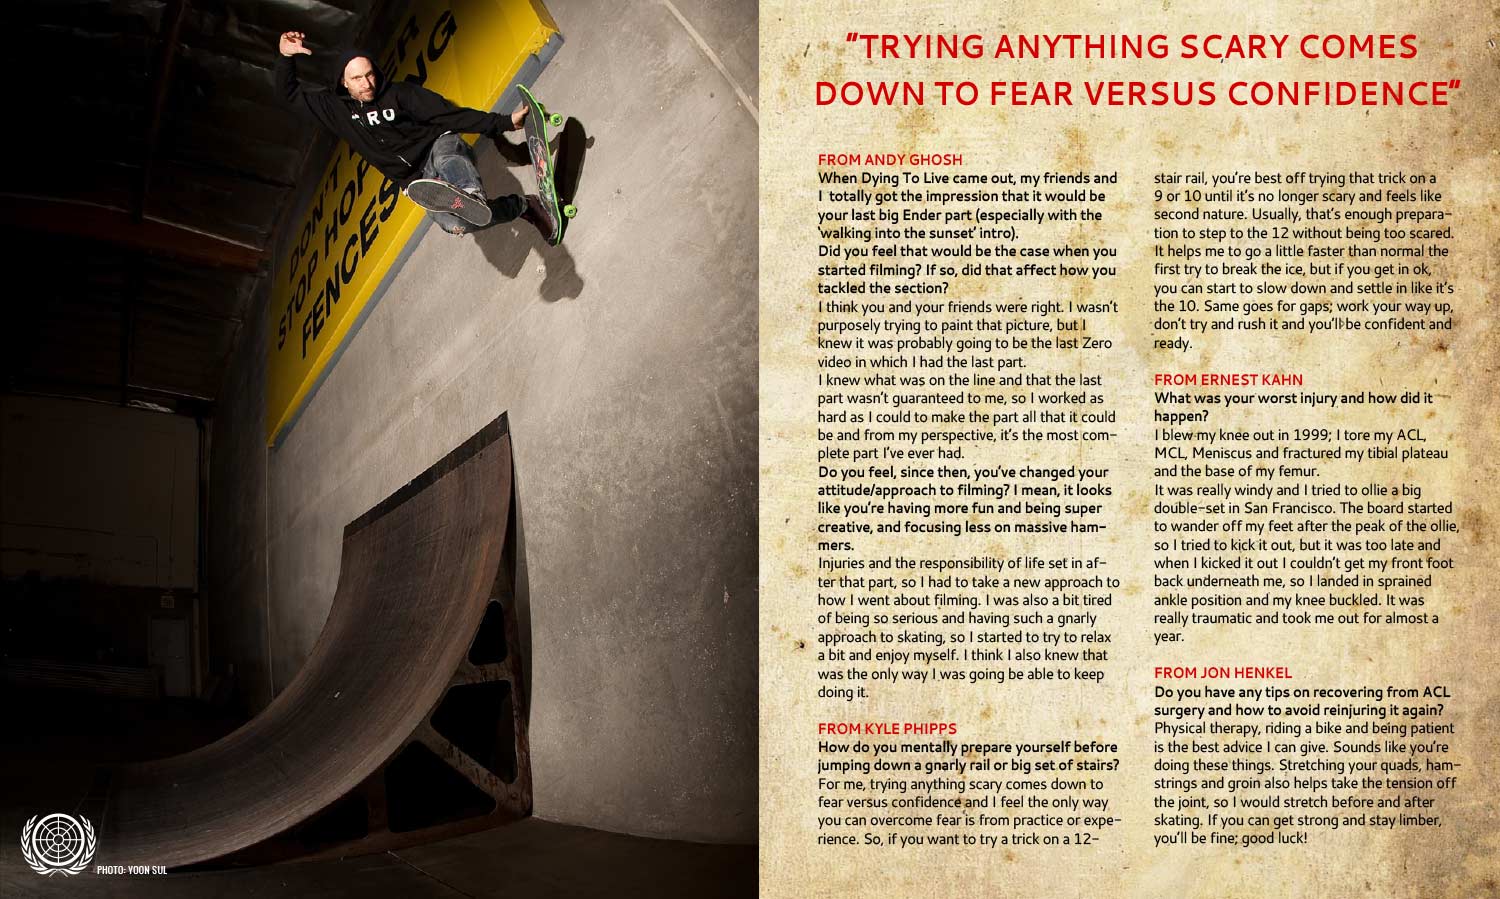 DON'T
STOP HOP
FENCES
RO
PHOTO: YOON SUL
"TRYING ANYTHING SCARY COMES
DOWN TO FEAR VERSUS CONFIDENCE"
FROM ANDY GHOSH
When Dying To Live came out, my friends and
I totally got the impression that it would be
your last big Ender part (especially with the
'walking into the sunset' intro).
Did you feel that would be the case when you
started filming? If so, did that affect how you
tackled the section?
I think you and your friends were right. I wasn't
purposely trying to paint that picture, but I
knew it was probably going to be the last Zero
video in which I had the last part.
I knew what was on the line and that the last
part wasn't guaranteed to me, so I worked as
hard as I could to make the part all that it could
be and from my perspective, it's the most com-
plete part I've ever had.
Do you feel, since then, you've changed your
attitude/approach to filming? I mean, it looks
like you're having more fun and being super
creative, and focusing less on massive ham-
mers.
Injuries and the responsibility of life set in af-
ter that part, so I had to take a new approach to
how I went about filming. I was also a bit tired
of being so serious and having such a gnarly
approach to skating, so I started to try to relax
a bit and enjoy myself. I think I also knew that
was the only way I was going be able to keep
doing it.
FROM KYLE PHIPPS
How do you mentally prepare yourself before
jumping down a gnarly rail or big set of stairs?
For me, trying anything scary comes down to
fear versus confidence and I feel the only way
you can overcome fear is from practice or expe-
rience. So, if you want to try a trick on a 12-
stair rail, you're best off trying that trick on a
9 or 10 until it's no longer scary and feels like
second nature. Usually, that's enough prepara-
tion to step to the 12 without being too scared.
It helps me to go a little faster than normal the
first try to break the ice, but if you get in ok,
you can start to slow down and settle in like it's
the 10. Same goes for gaps; work your way up,
don't try and rush it and you'll be confident and
ready.
FROM ERNEST KAHN
What was your worst injury and how did it
happen?
I blew my knee out in 1999; I tore my ACL,
MCL, Meniscus and fractured my tibial plateau
and the base of my femur.
It was really windy and I tried to ollie a big
double-set in San Francisco. The board started
to wander off my feet after the peak of the ollie,
so I tried to kick it out, but it was too late and
when I kicked it out I couldn't get my front foot
back underneath me, so I landed in sprained
ankle position and my knee buckled. It was
really traumatic and took me out for almost a
year.
FROM JON HENKEL
Do you have any tips on recovering from ACL
surgery and how to avoid reinjuring it again?
Physical therapy, riding a bike and being patient
is the best advice I can give. Sounds like you're
doing these things. Stretching your quads, ham-
strings and groin also helps take the tension off
the joint, so I would stretch before and after
skating. If you can get strong and stay limber,
you'll be fine; good luck!